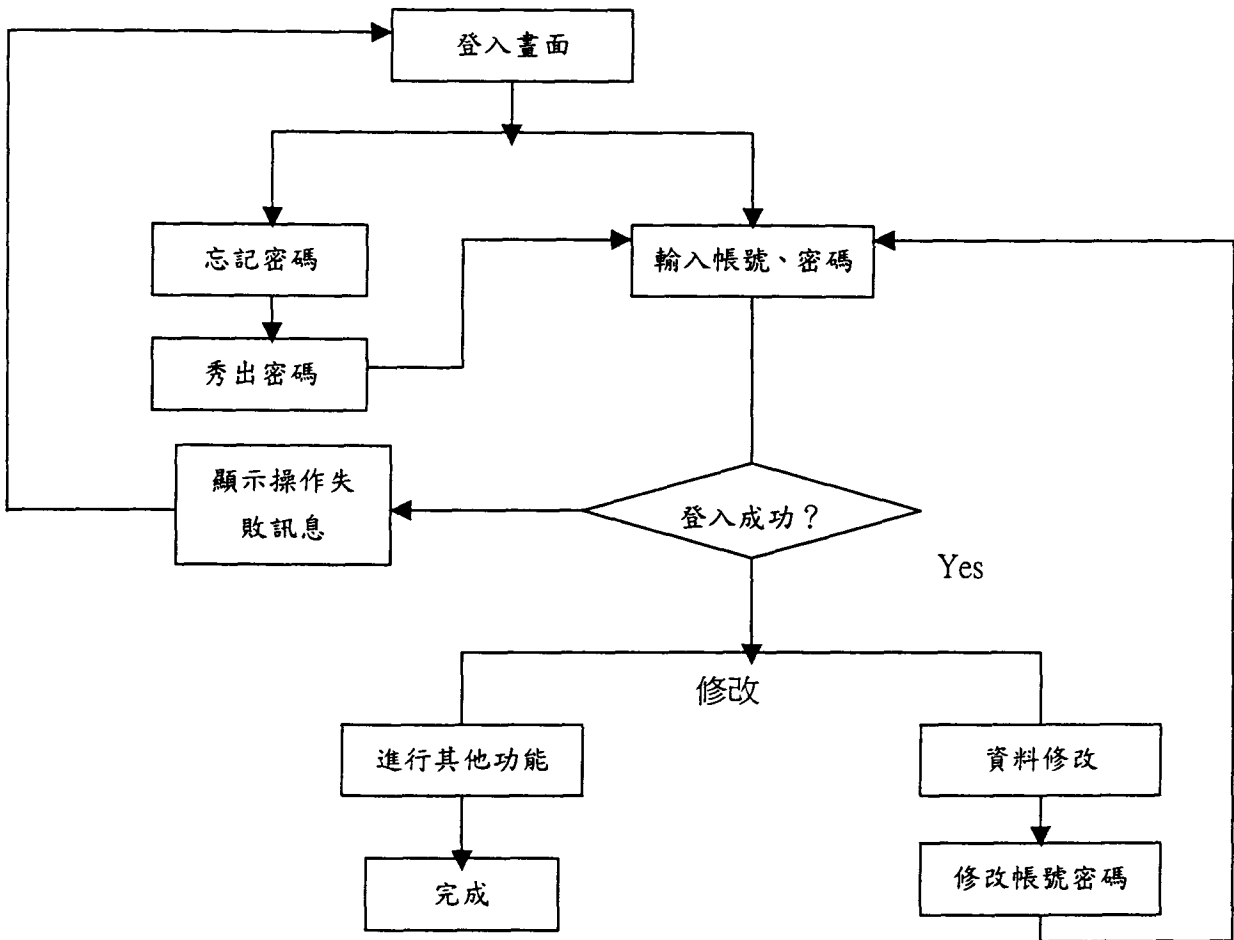 登入畫面
忘記密碼
輸入帳號、密碼
秀出密碼
顯示操作失
敗訊息
登入成功？
Yes
修改
進行其他功能
資料修改
完成
修改帳號密碼